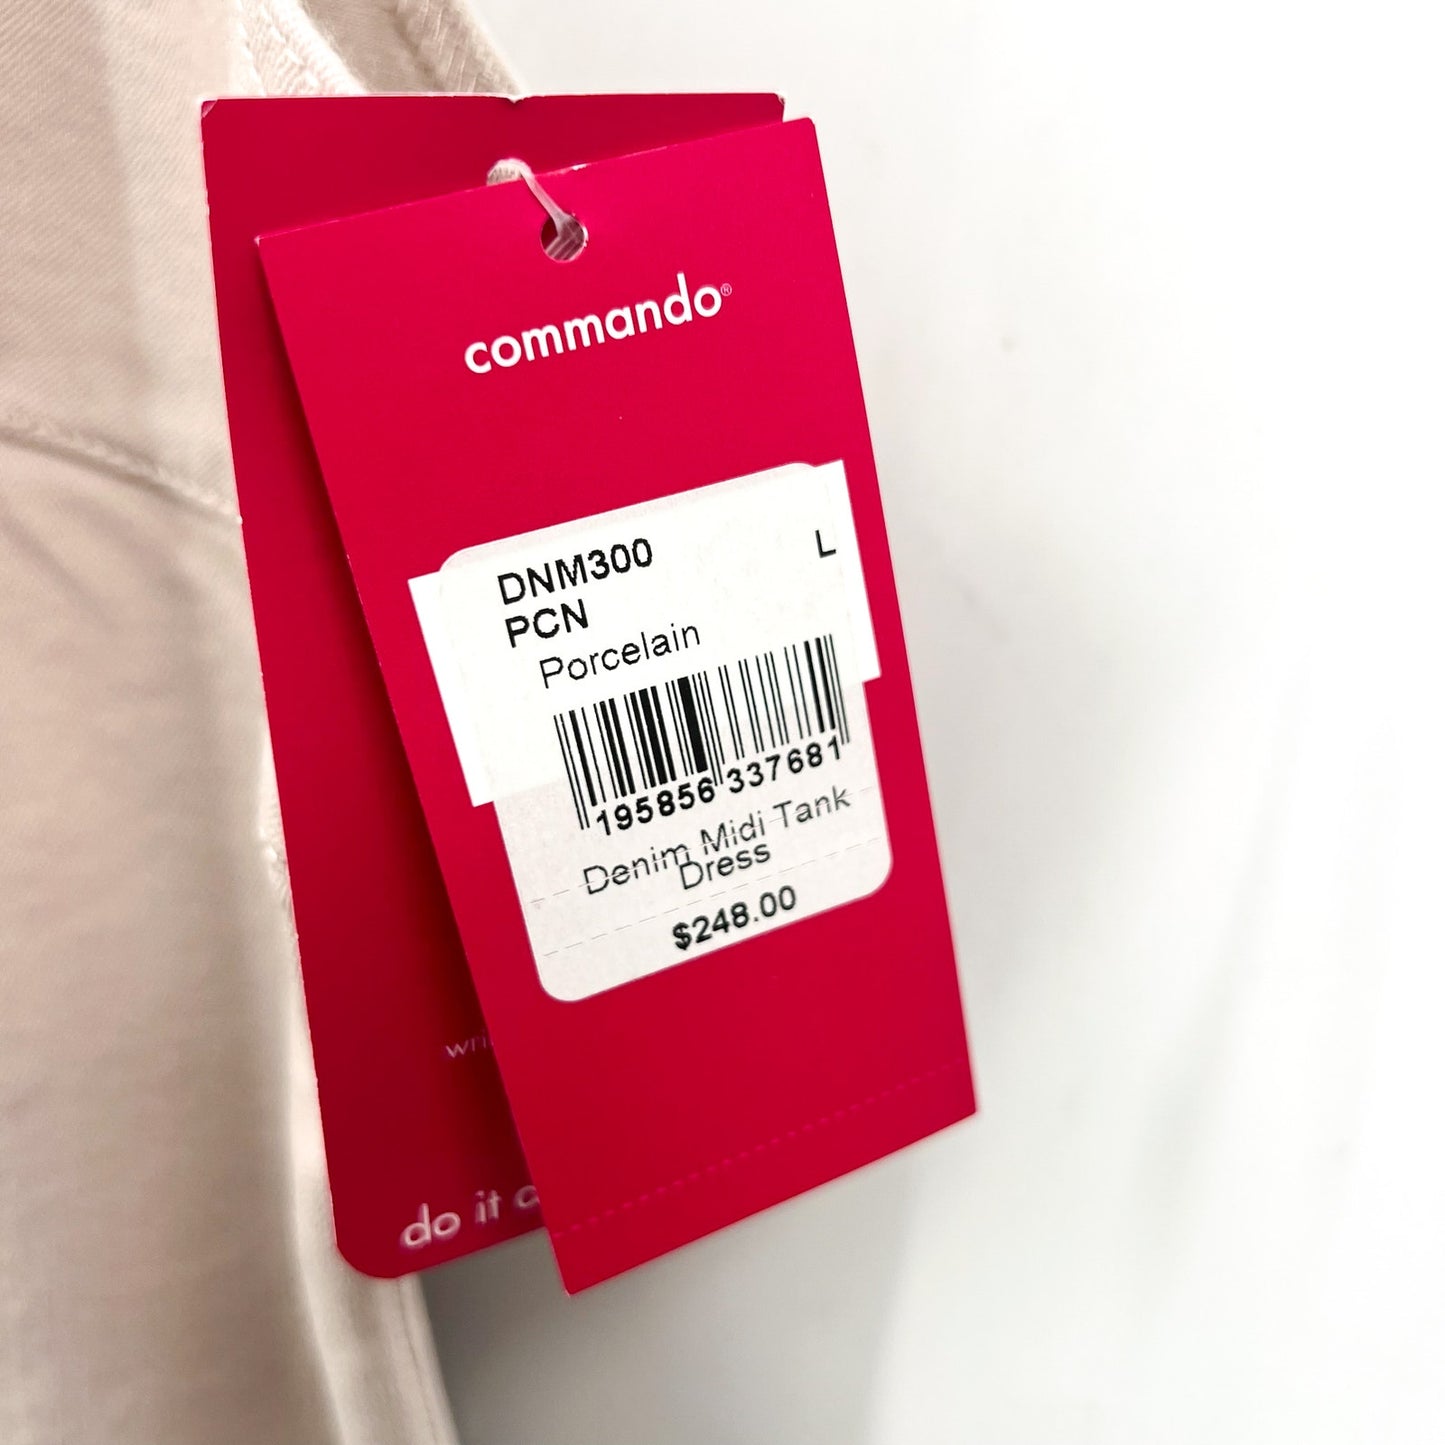 commando®
DNM300 L
PCN
Porcelain
195856 337681
Denim Midi Tank
Dress
$248.00
do it